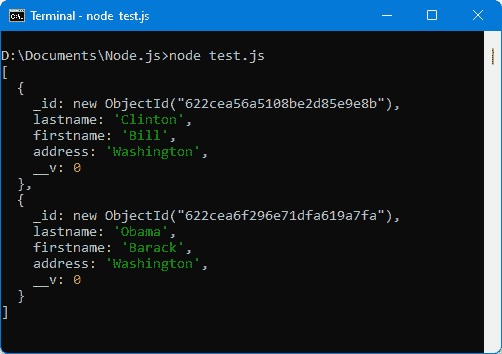 Terminal - node test.js
D:\Documents\Node.js>node test.js
[
  {
    _id: new ObjectId("622cea56a5108be2d85e9e8b"),
    lastname: 'Clinton',
    firstname: 'Bill',
    address: 'Washington',
    __v: 0
  },
  {
    _id: new ObjectId("622cea6f296e71dfa619a7fa"),
    lastname: 'Obama',
    firstname: 'Barack',
    address: 'Washington',
    __v: 0
  }
]